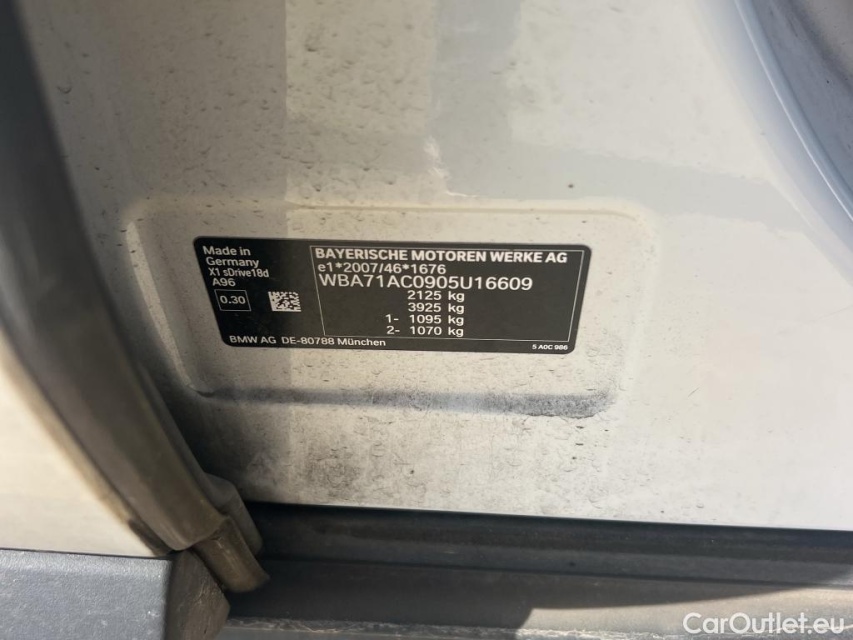 Made in
Germany
X1 sDrive18d
A96
0.30
BAYERISCHE MOTOREN WERKE AG
e1*2007/46*1676
WBA71AC0905U16609
2125 kg
3925 kg
1- 1095 kg
2- 1070 kg
BMW AG DE-80788 München
5 A0C 986
CarOutlet.eu